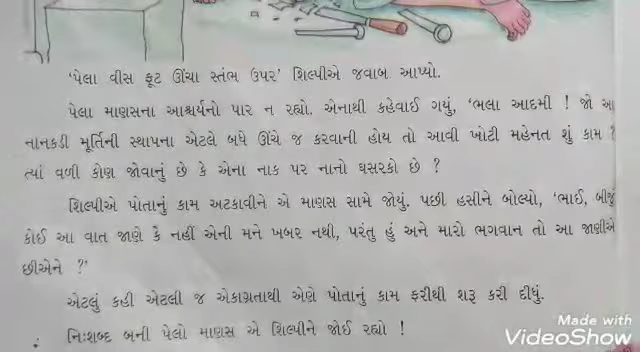 'પેલા વીસ ફૂટ ઊંચા સ્તંભ ઉપર' શિલ્પીએ જવાબ આપ્યો.
પેલા માણસના આશ્ચર્યનો પાર ન રહ્યો. એનાથી કહેવાઈ ગયું, 'ભલા આદમી ! જો આ
નાનકડી મૂર્તિની સ્થાપના એટલે બધે ઊંચે જ કરવાની હોય તો આવી ખોટી મહેનત શું કામ ?
ત્યાં વળી કોણ જોવાનું છે કે એના નાક પર નાનો ઘસરકો છે ?
શિલ્પીએ પોતાનું કામ અટકાવીને એ માણસ સામે જોયું. પછી હસીને બોલ્યો, 'ભાઈ, બીજું
કોઈ આ વાત જાણે કે નહીં એની મને ખબર નથી, પરંતુ હું અને મારો ભગવાન તો આ જાણીએ
છીએને ?'
એટલું કહી એટલી જ એકાગ્રતાથી એણે પોતાનું કામ ફરીથી શરૂ કરી દીધું.
નિઃશબ્દ બની પેલો માણસ એ શિલ્પીને જોઈ રહ્યો !
Made with
VideoShow